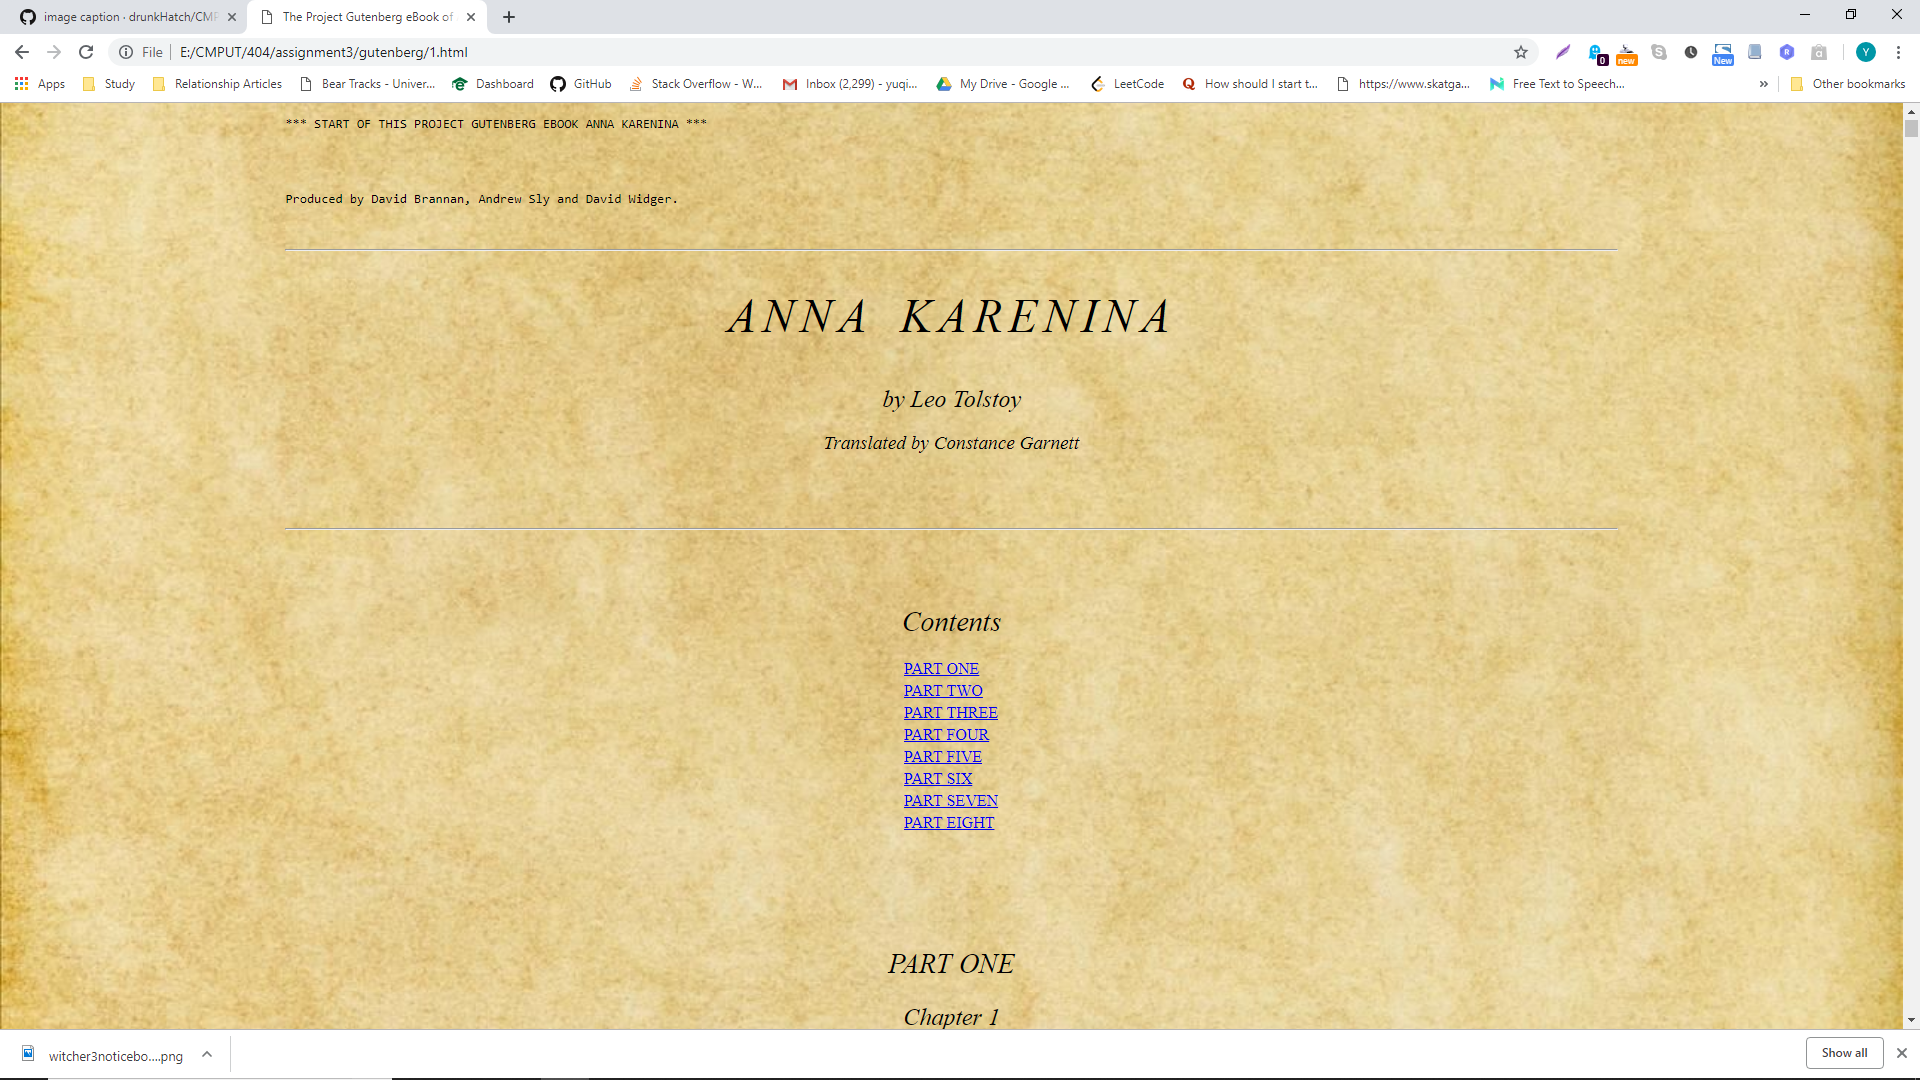 image caption · drunkHatch/CMP
The Project Gutenberg eBook of
File
E:/CMPUT/404/assignment3/gutenberg/1.html
0
new
New
Y
Apps
Study
Relationship Articles
Bear Tracks - Univer...
Dashboard
GitHub
Stack Overflow - W...
Inbox (2,299) - yuqi...
My Drive - Google ...
LeetCode
How should I start t...
https://www.skatga...
Free Text to Speech...
»
Other bookmarks
*** START OF THIS PROJECT GUTENBERG EBOOK ANNA KARENINA ***
Produced by David Brannan, Andrew Sly and David Widger.
ANNA KARENINA
by Leo Tolstoy
Translated by Constance Garnett
Contents
PART ONE
PART TWO
PART THREE
PART FOUR
PART FIVE
PART SIX
PART SEVEN
PART EIGHT
PART ONE
Chapter 1
witcher3noticebo....png
Show all